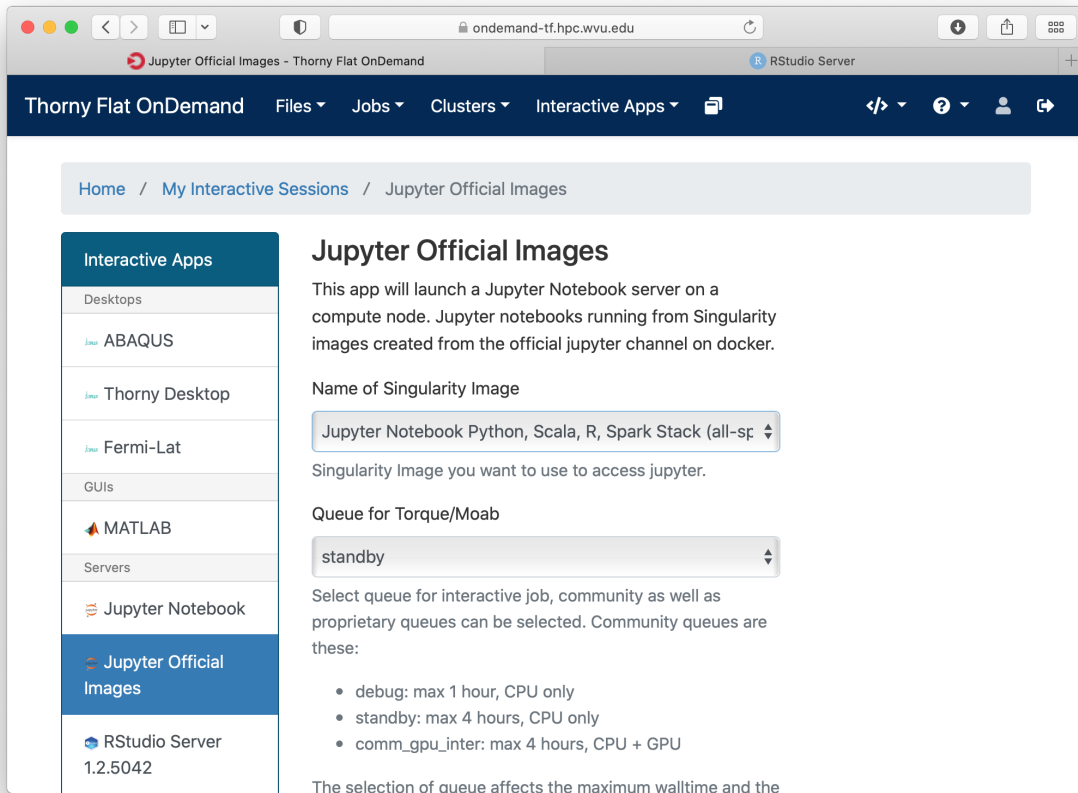 ondemand-tf.hpc.wvu.edu
Jupyter Official Images - Thorny Flat OnDemand
R RStudio Server
Thorny Flat OnDemand Files Jobs Clusters Interactive Apps
Home / My Interactive Sessions / Jupyter Official Images
Interactive Apps
Desktops
ABAQUS
Thorny Desktop
Fermi-Lat
GUIs
MATLAB
Servers
Jupyter Notebook
Jupyter Official
Images
RStudio Server
1.2.5042
Jupyter Official Images
This app will launch a Jupyter Notebook server on a
compute node. Jupyter notebooks running from Singularity
images created from the official jupyter channel on docker.
Name of Singularity Image
Jupyter Notebook Python, Scala, R, Spark Stack (all-sp
Singularity Image you want to use to access jupyter.
Queue for Torque/Moab
standby
Select queue for interactive job, community as well as
proprietary queues can be selected. Community queues are
these:
• debug: max 1 hour, CPU only
• standby: max 4 hours, CPU only
• comm_gpu_inter: max 4 hours, CPU + GPU
The selection of queue affects the maximum walltime and the